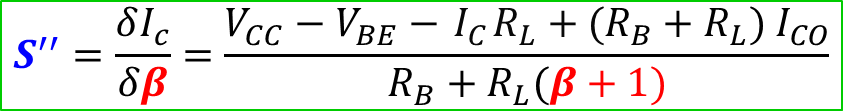 S′′ = δI_c / δβ = (V_CC − V_BE − I_C R_L + (R_B + R_L) I_CO) / (R_B + R_L(β + 1))